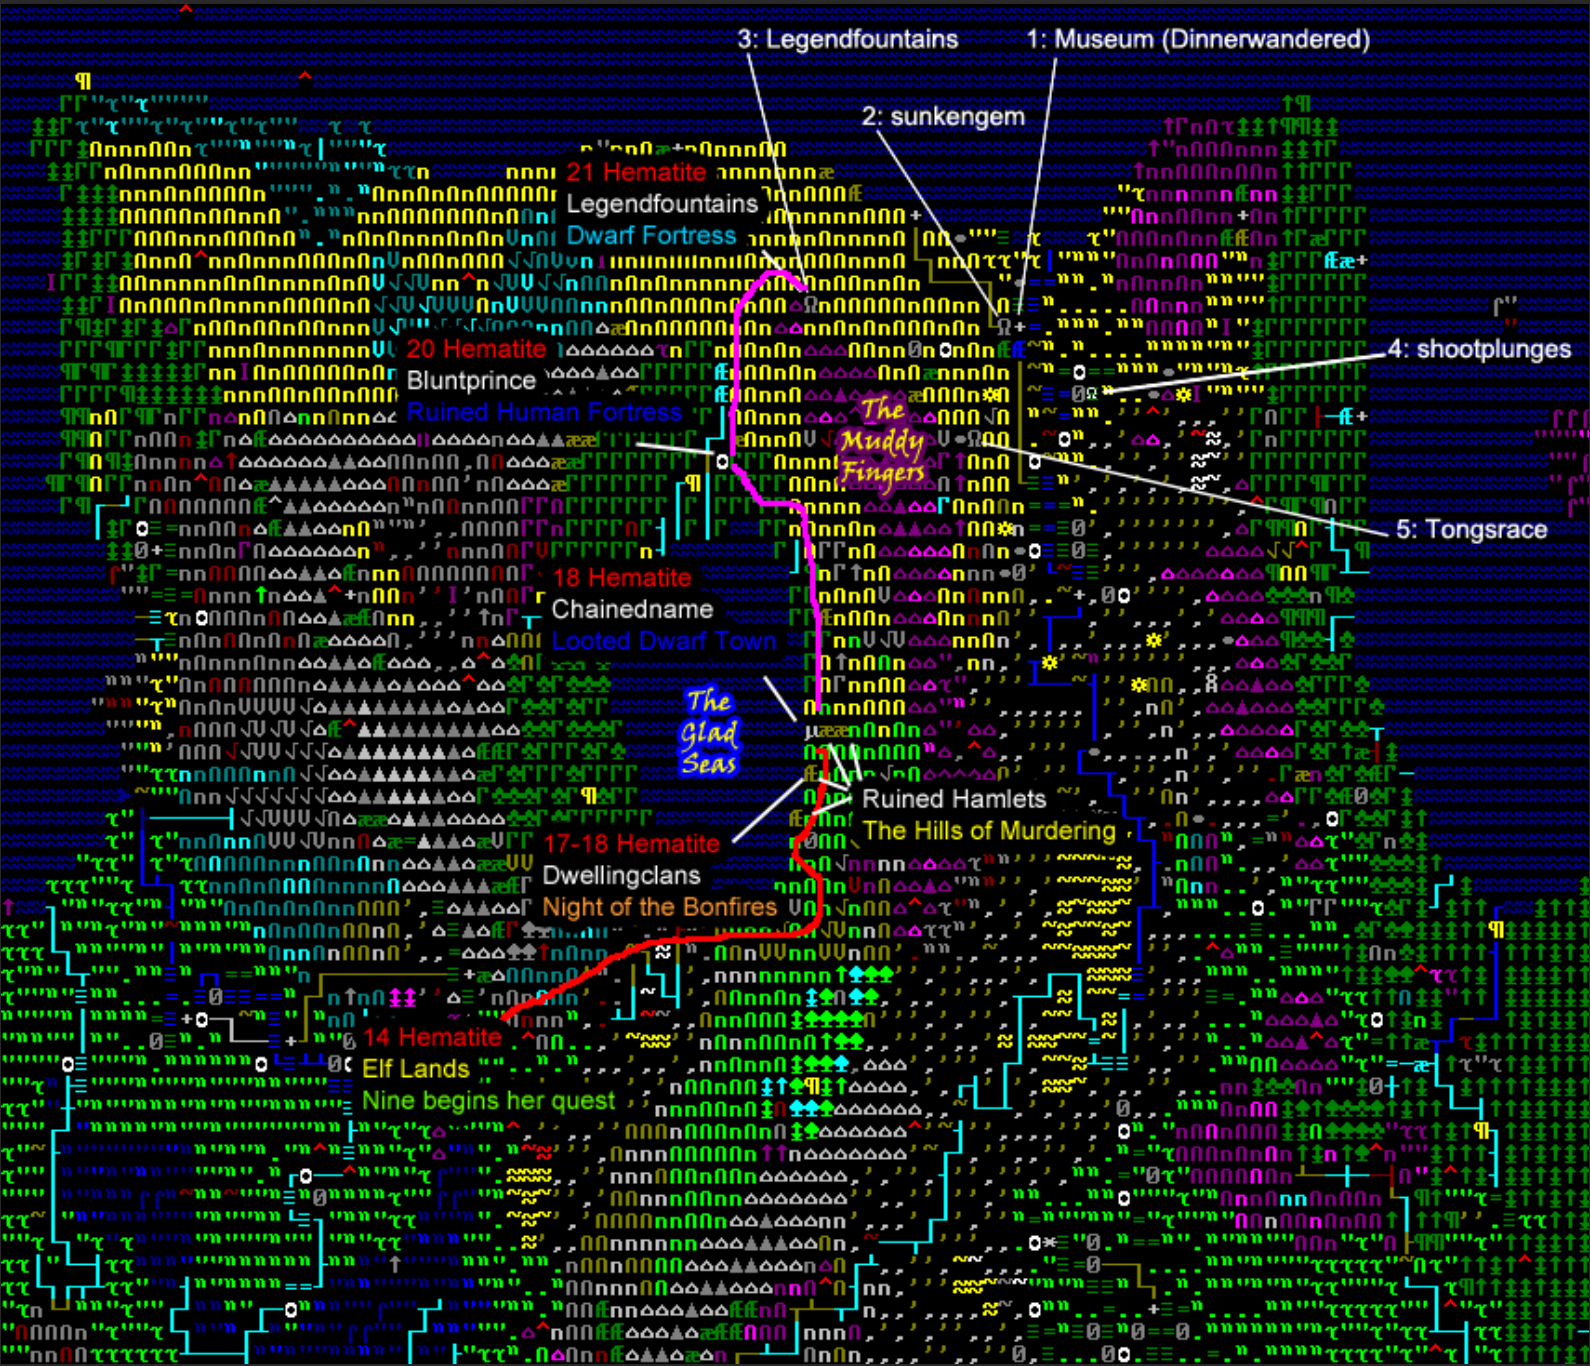 3: Legendfountains
1: Museum (Dinnerwandered)
2: sunkengem
21 Hematite
Legendfountains
Dwarf Fortress
20 Hematite
Bluntprince
Ruined Human Fortress
4: shootplunges
The
Muddy
Fingers
5: Tongsrace
18 Hematite
Chainedname
Looted Dwarf Town
The
Glad
Seas
Ruined Hamlets
The Hills of Murdering
17-18 Hematite
Dwellingclans
Night of the Bonfires
14 Hematite
Elf Lands
Nine begins her quest